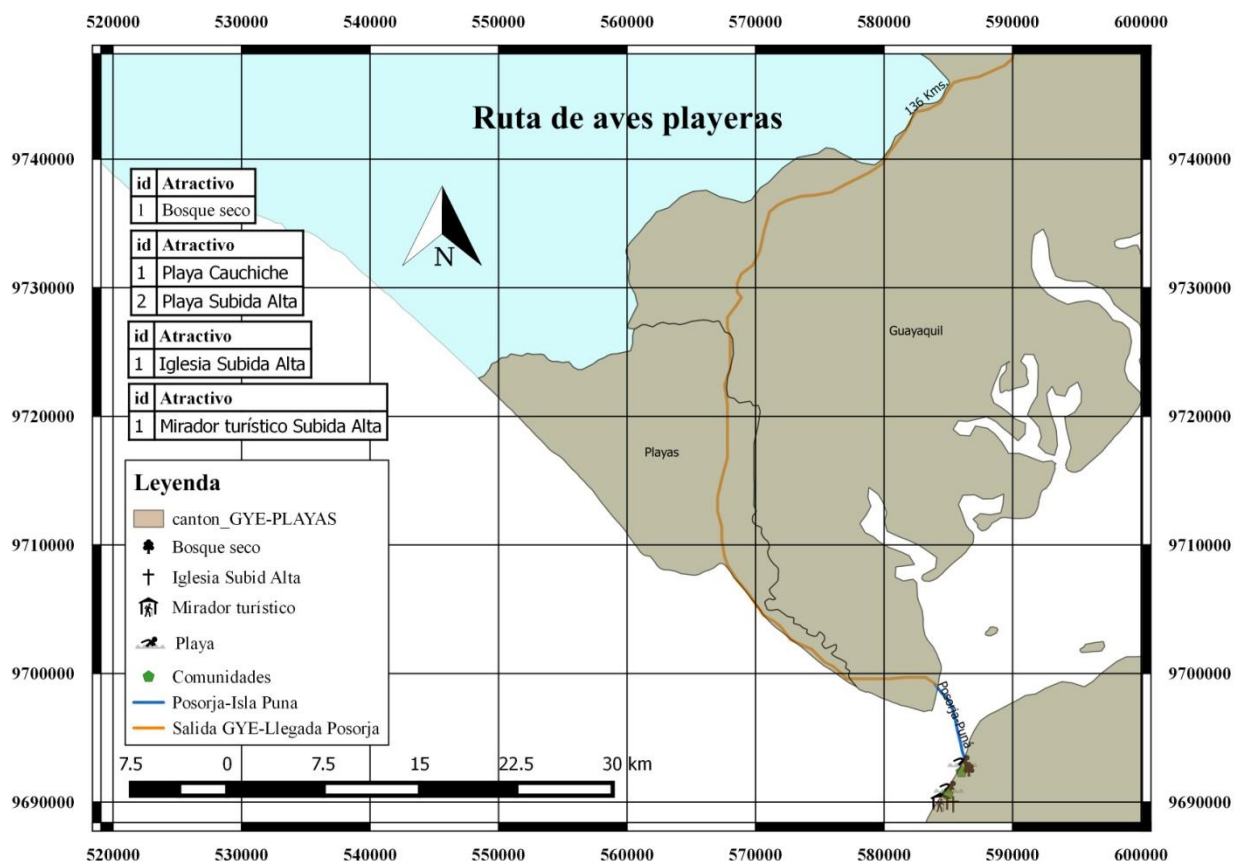 520000 530000 540000 550000 560000 570000 580000 590000 600000
Ruta de aves playeras
136 Kms.
9740000 9740000
id Atractivo
1 Bosque seco
id Atractivo
1 Playa Cauchiche
2 Playa Subida Alta
id Atractivo
1 Iglesia Subida Alta
id Atractivo
1 Mirador turístico Subida Alta
N
9730000 9730000
Guayaquil
9720000 9720000
Playas
Leyenda
canton_GYE-PLAYAS
Bosque seco
Iglesia Subid Alta
Mirador turístico
Playa
Comunidades
Posorja-Isla Puna
Salida GYE-Llegada Posorja
9710000 9710000
9700000 9700000
Posorja-Puná
7.5 0 7.5 15 22.5 30 km
9690000 9690000
520000 530000 540000 550000 560000 570000 580000 590000 600000